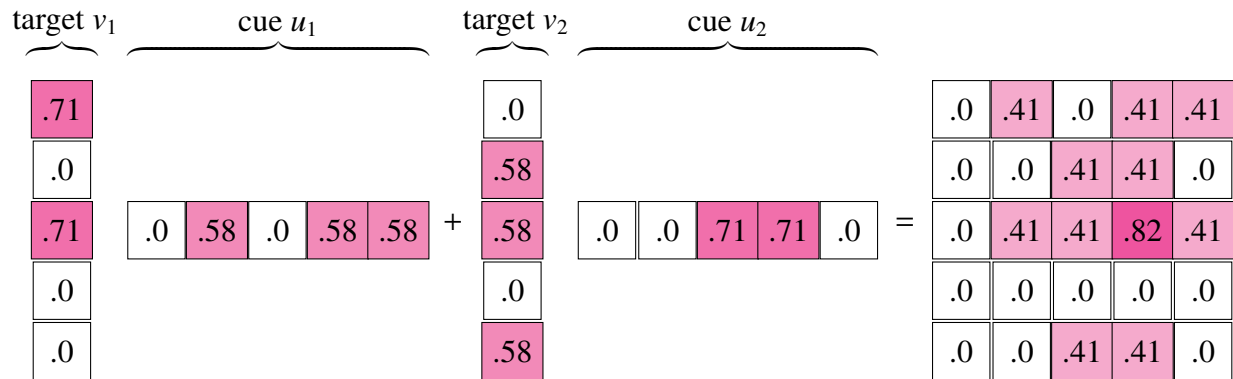 target v₁ cue u₁ target v₂ cue u₂
.71 .0 .0 .41 .0 .41 .41
.0 .58 .0 .0 .41 .41 .0
.71 .0 .58 .0 .58 .58 + .58 .0 .0 .71 .71 .0 = .0 .41 .41 .82 .41
.0 .0 .0 .0 .0 .0 .0
.0 .58 .0 .0 .41 .41 .0